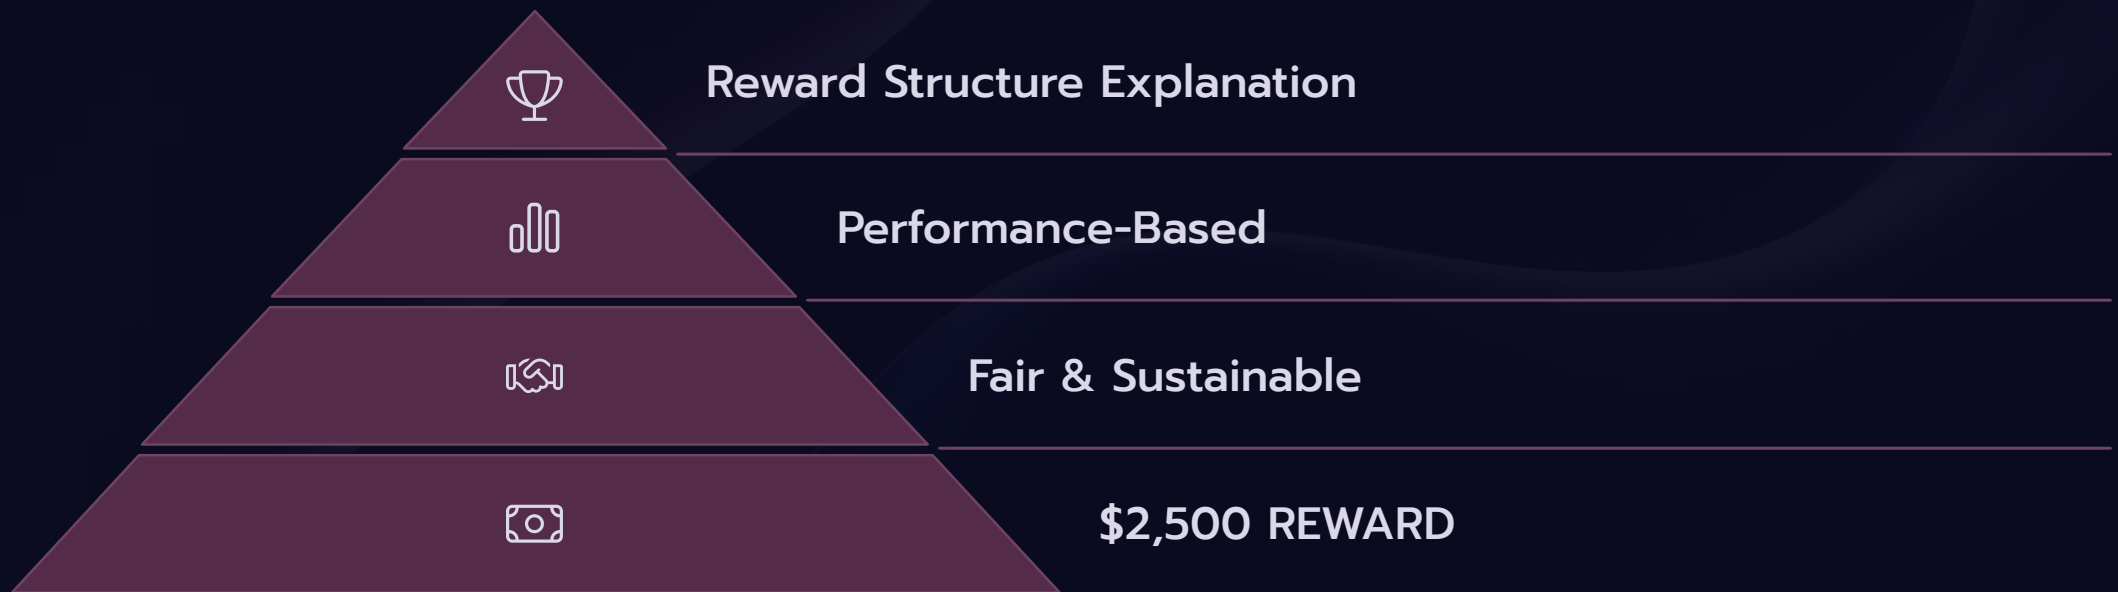 Reward Structure Explanation
Performance-Based
Fair & Sustainable
$2,500 REWARD